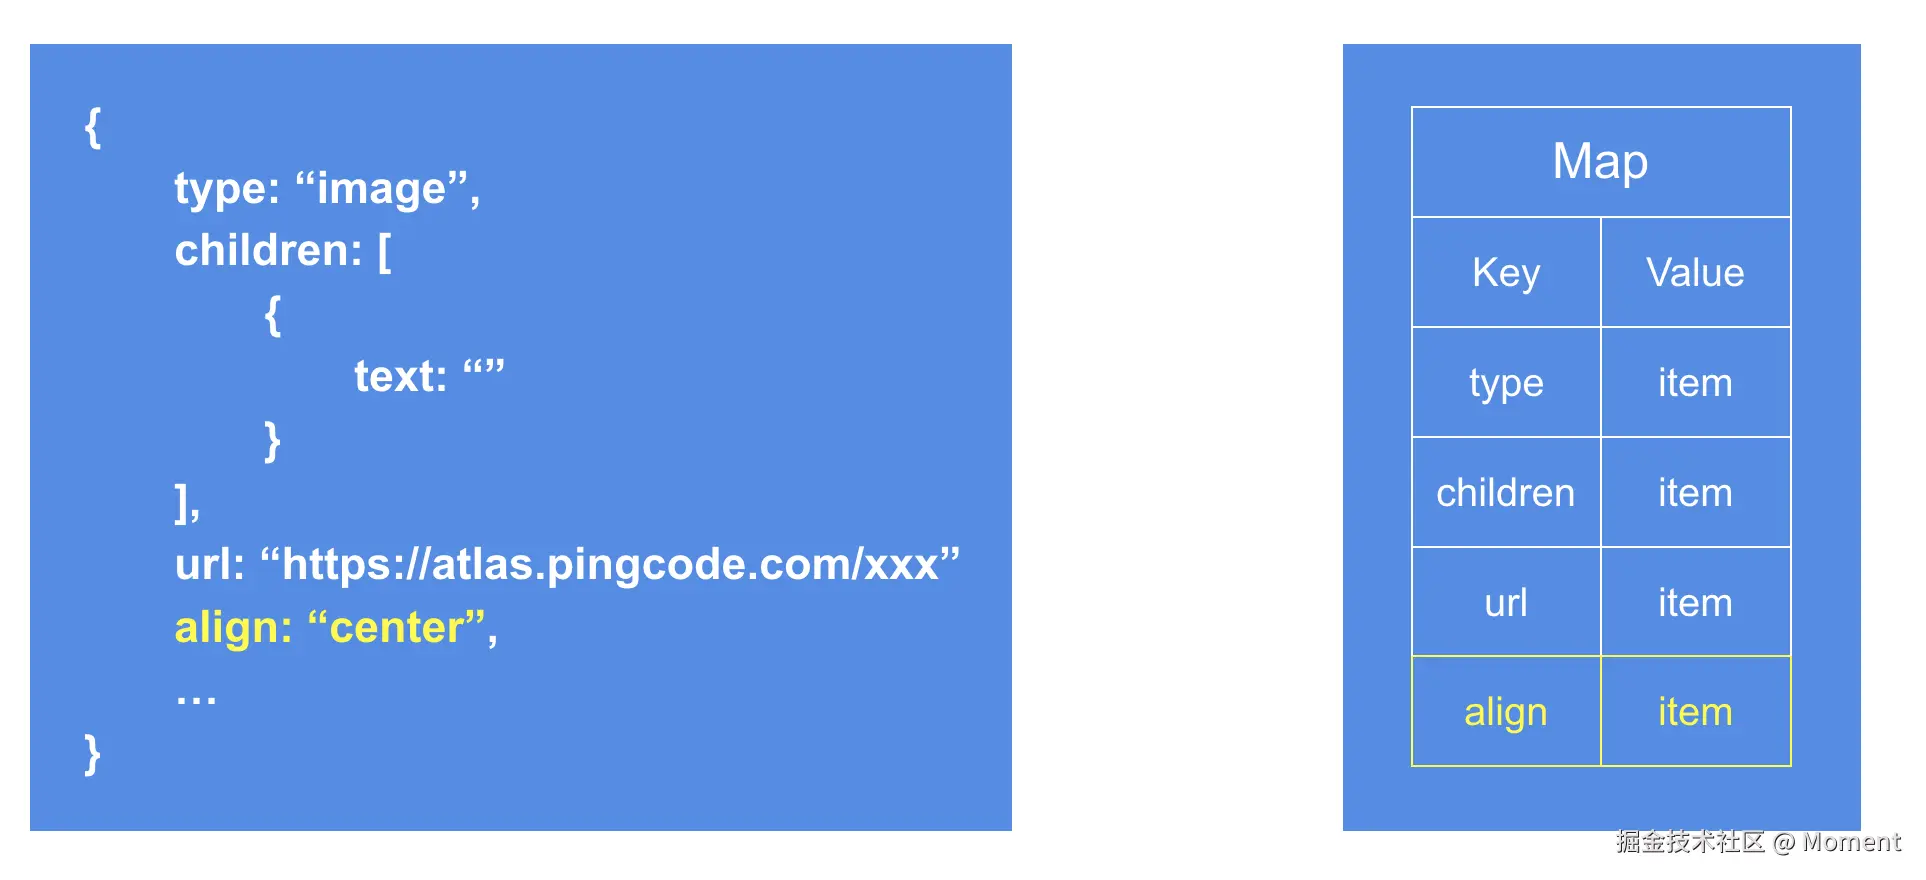 {
type: “image”,
children: [
{
text: “”
}
],
url: “https://atlas.pingcode.com/xxx”
align: “center”,
...
}
Map
Key Value
type item
children item
url item
align item
掘金技术社区 @ Moment